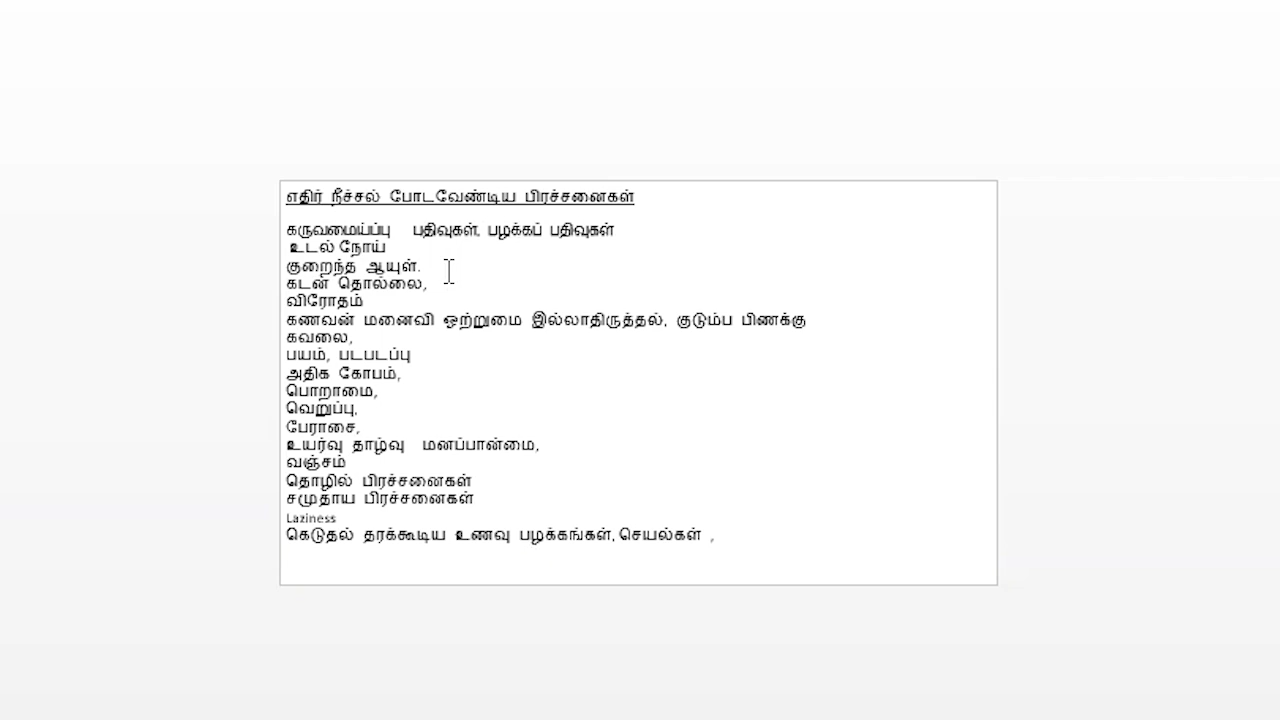 எதிர் நீச்சல் போடவேண்டிய பிரச்சனைகள்
கருவமைய்ப்பு பதிவுகள், பழக்கப் பதிவுகள்
உடல் நோய்
குறைந்த ஆயுள்.
கடன் தொல்லை,
விரோதம்
கணவன் மனைவி ஒற்றுமை இல்லாதிருத்தல், குடும்ப பிணக்கு
கவலை,
பயம், படபடப்பு
அதிக கோபம்,
பொறாமை,
வெறுப்பு,
பேராசை,
உயர்வு தாழ்வு மனப்பான்மை,
வஞ்சம்
தொழில் பிரச்சனைகள்
சமுதாய பிரச்சனைகள்
Laziness
கெடுதல் தரக்கூடிய உணவு பழக்கங்கள், செயல்கள் ,